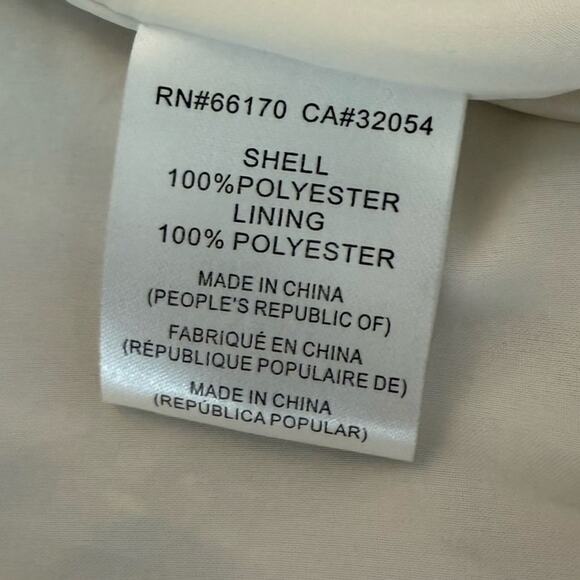 RN#66170 CA#32054
SHELL
100%POLYESTER
LINING
100% POLYESTER
MADE IN CHINA
(PEOPLE'S REPUBLIC OF)
FABRIQUÉ EN CHINA
(RÉPUBLIQUE POPULAIRE DE)
MADE IN CHINA
(REPÚBLICA POPULAR)